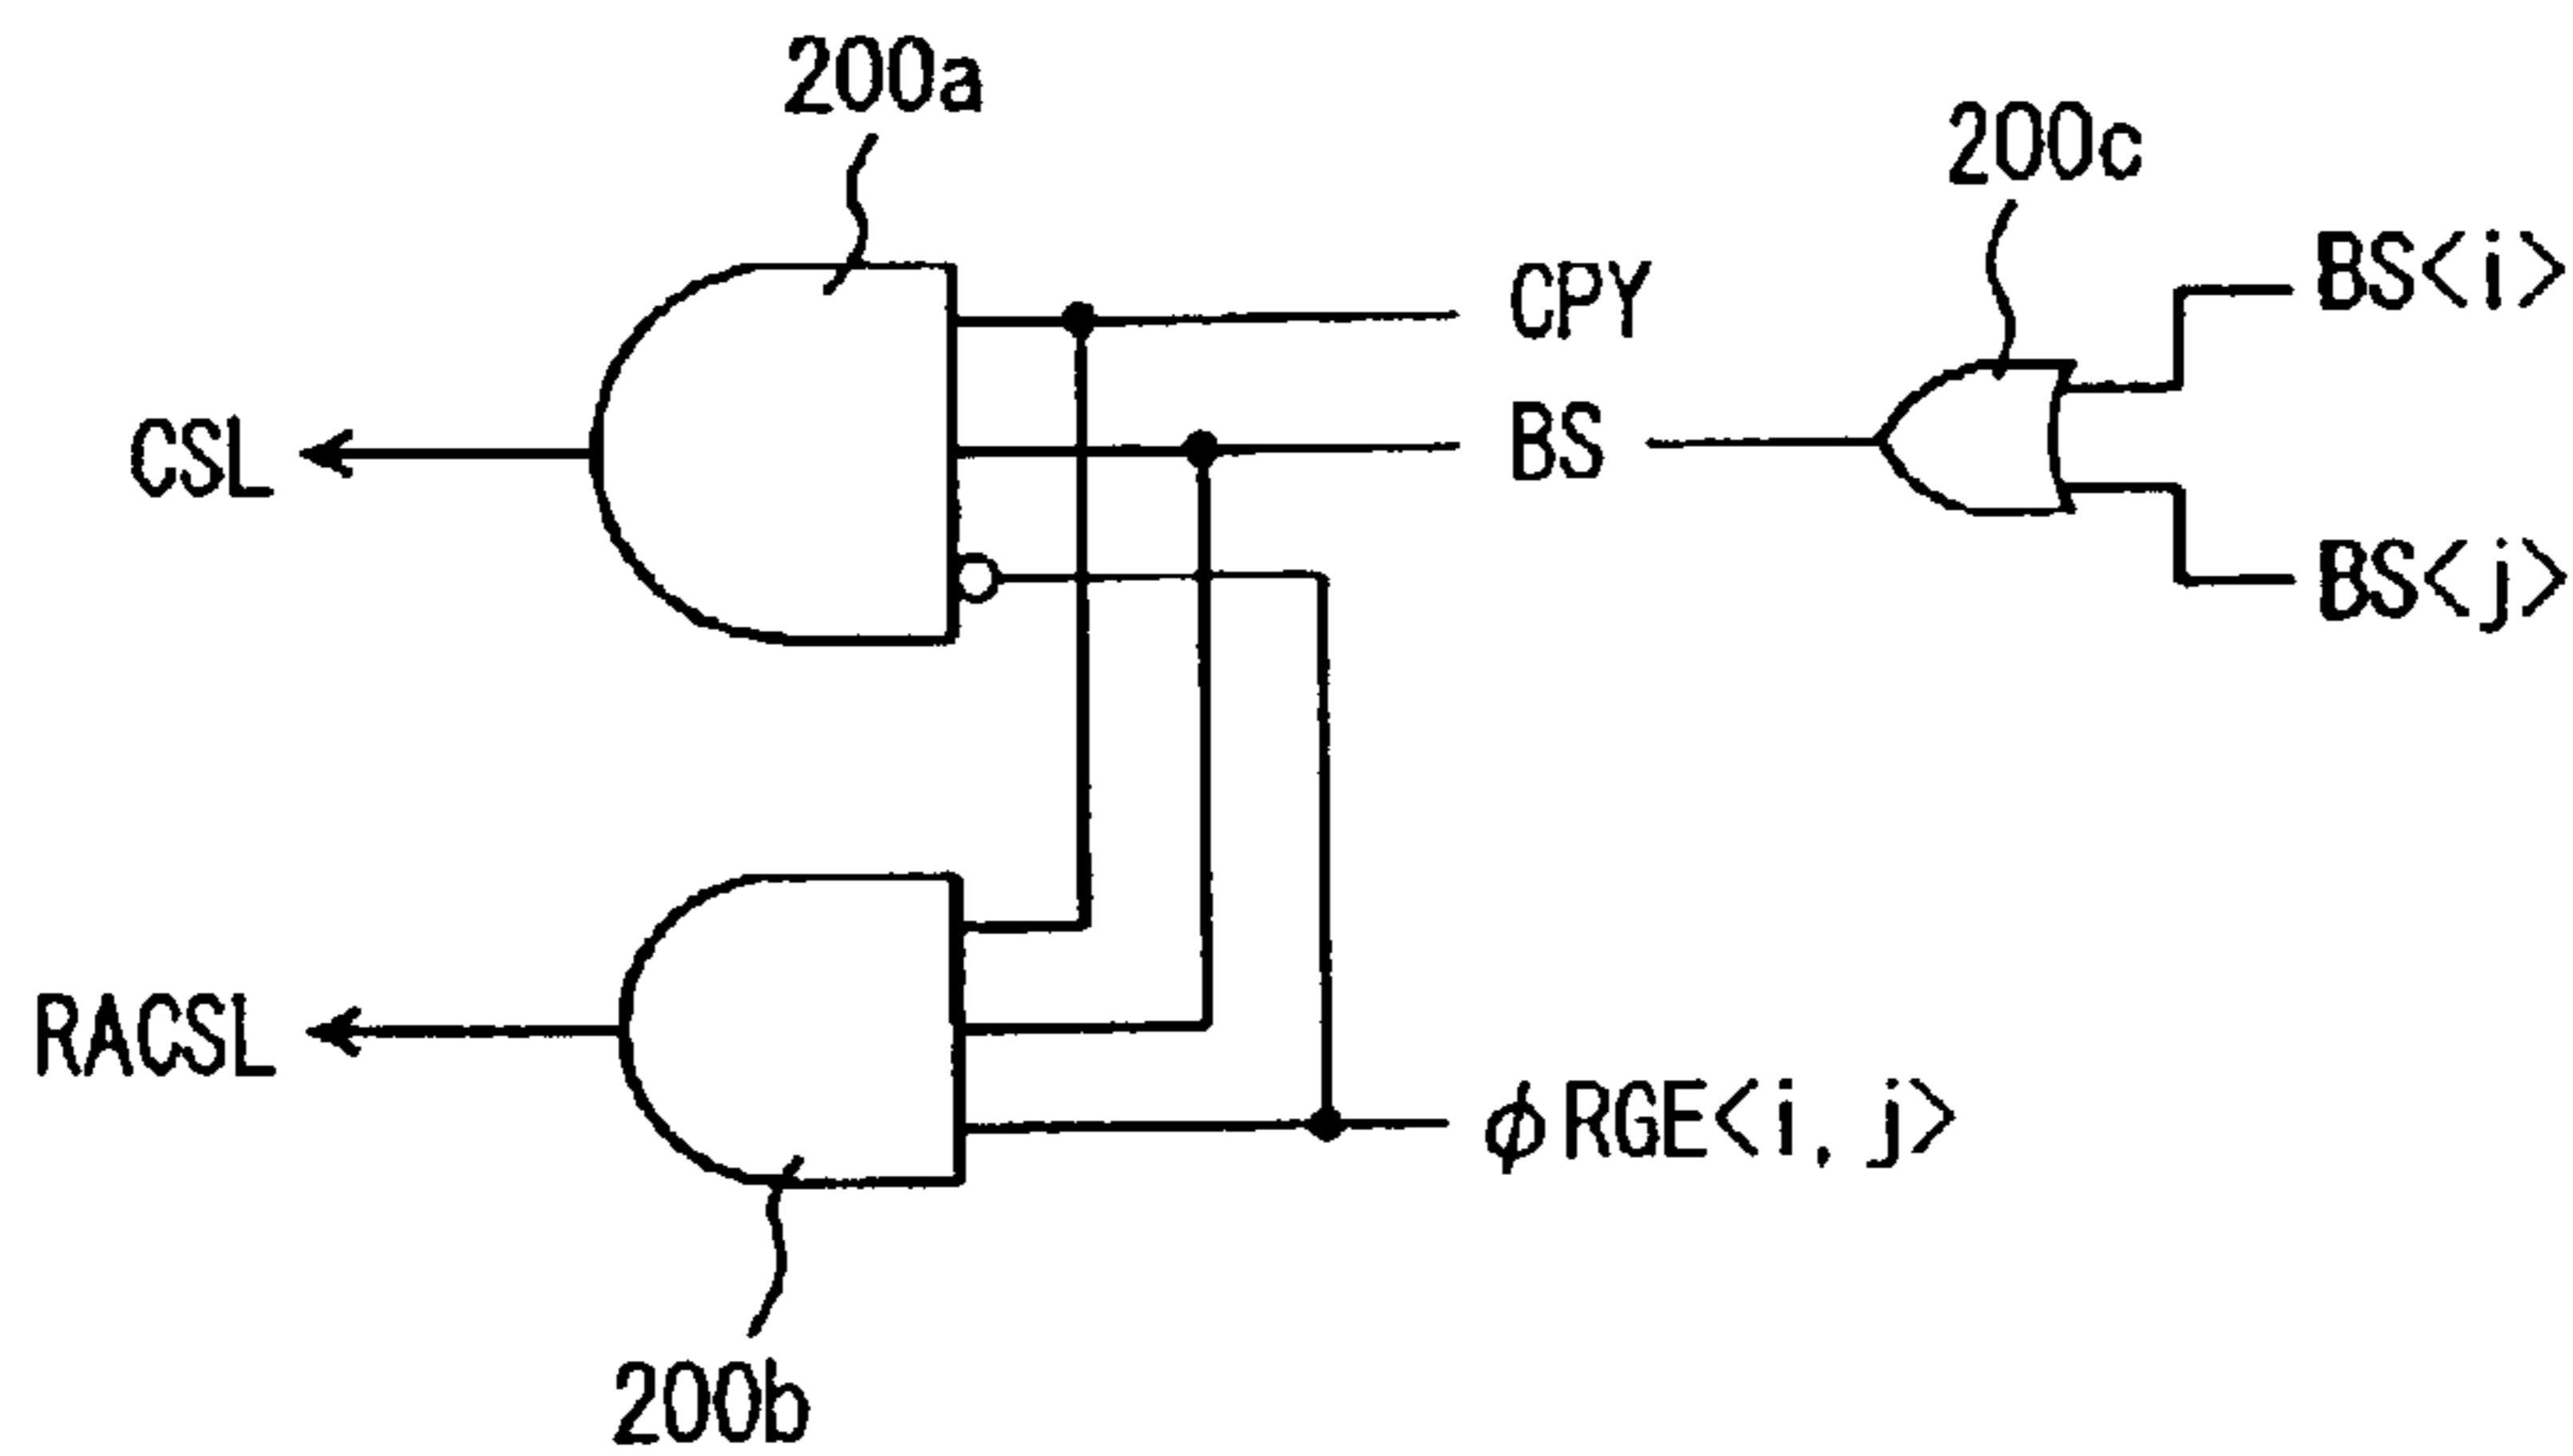 200a
200c
BS<i>
CPY
CSL
BS
BS<j>
RACSL
φRGE<i, j>
200b